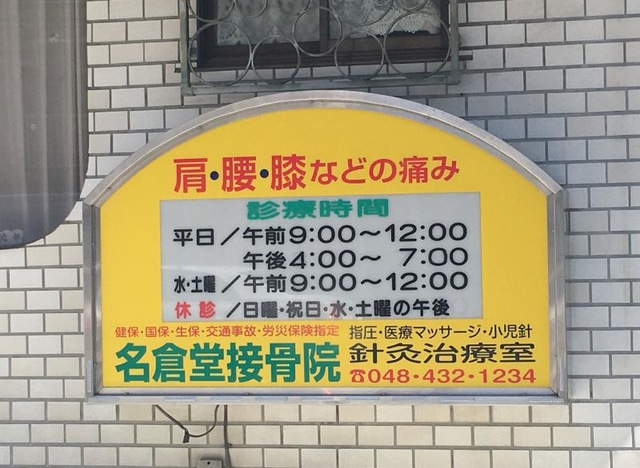 肩・腰・膝などの痛み
診療時間
平日／午前9:00～12:00
午後4:00～ 7:00
水・土曜／午前9:00～12:00
休診／日曜・祝日・水・土曜の午後
健保・国保・生保・交通事故・労災保険指定
名倉堂接骨院
指圧・医療マッサージ・小児針
針灸治療室
☎048・432・1234